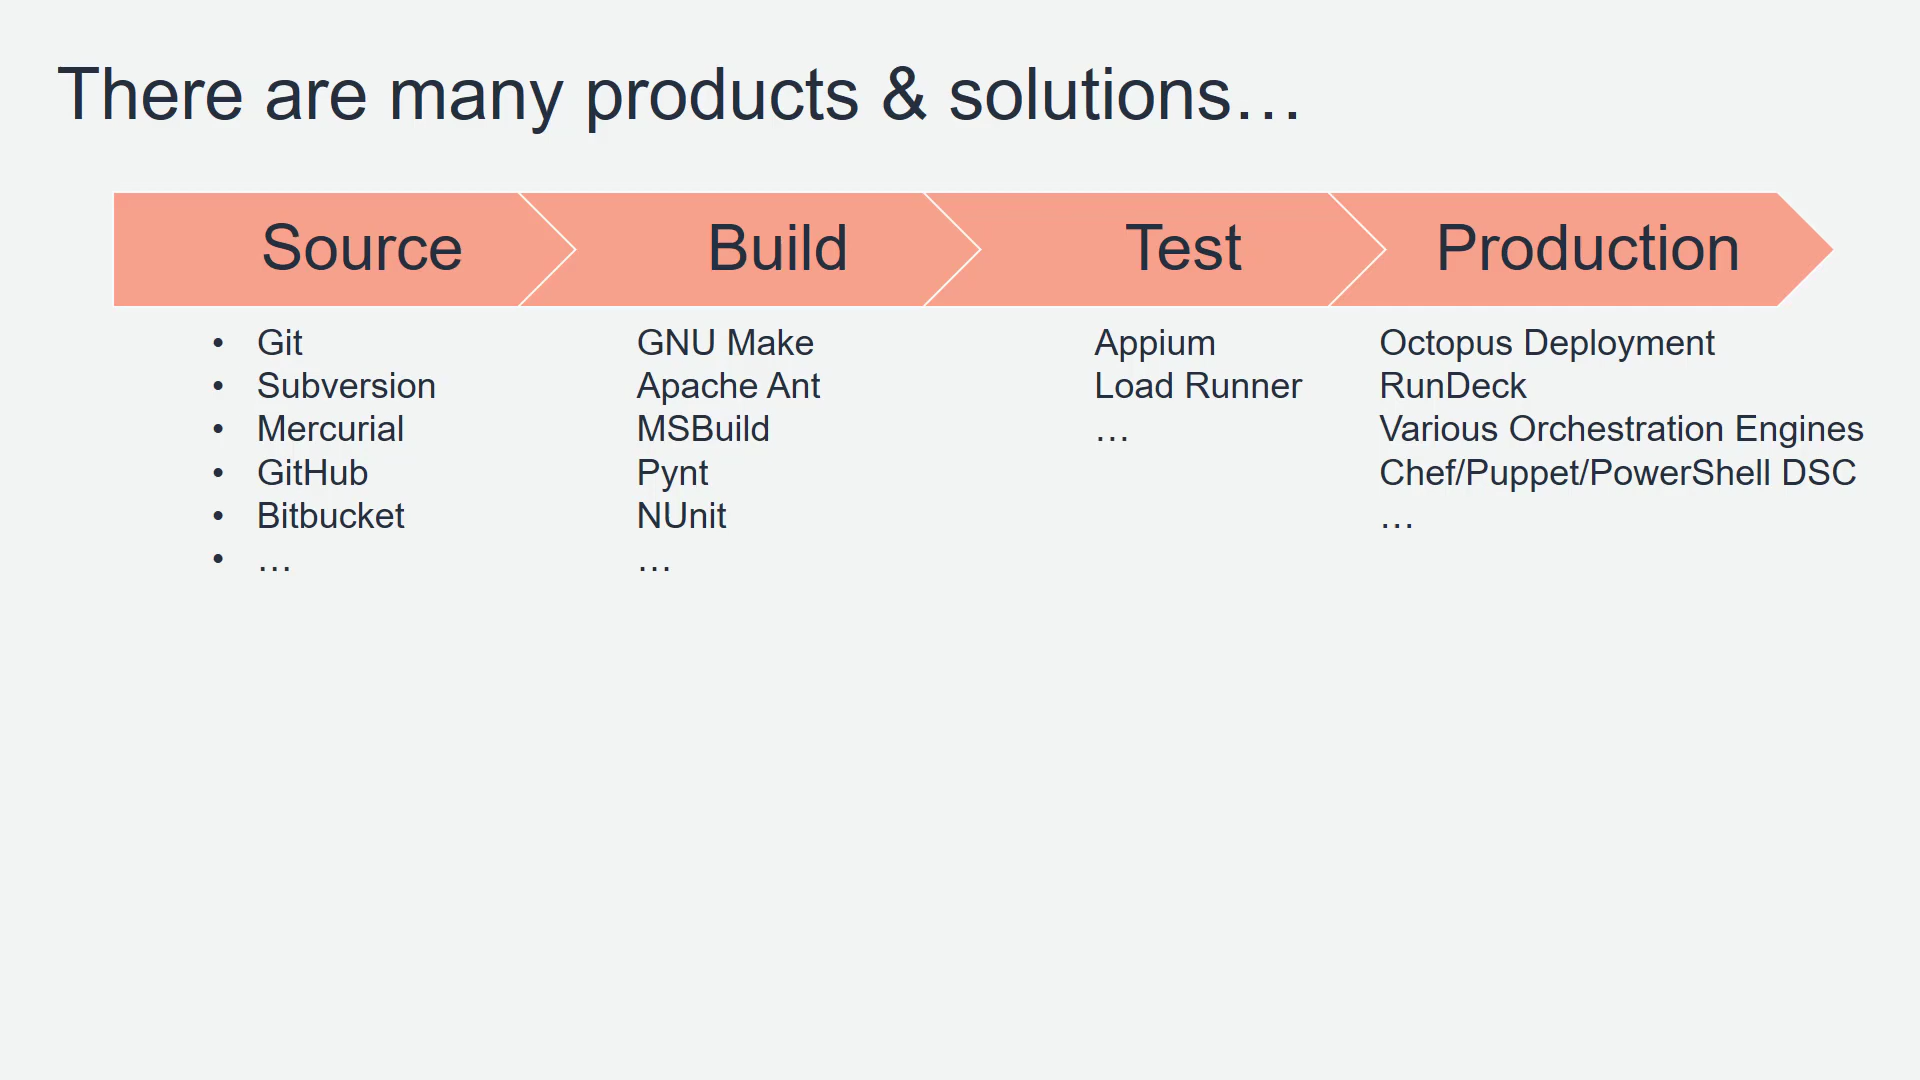 There are many products & solutions…
Source
Build
Test
Production
• Git
• Subversion
• Mercurial
• GitHub
• Bitbucket
• …
GNU Make
Apache Ant
MSBuild
Pynt
NUnit
…
Appium
Load Runner
…
Octopus Deployment
RunDeck
Various Orchestration Engines
Chef/Puppet/PowerShell DSC
…